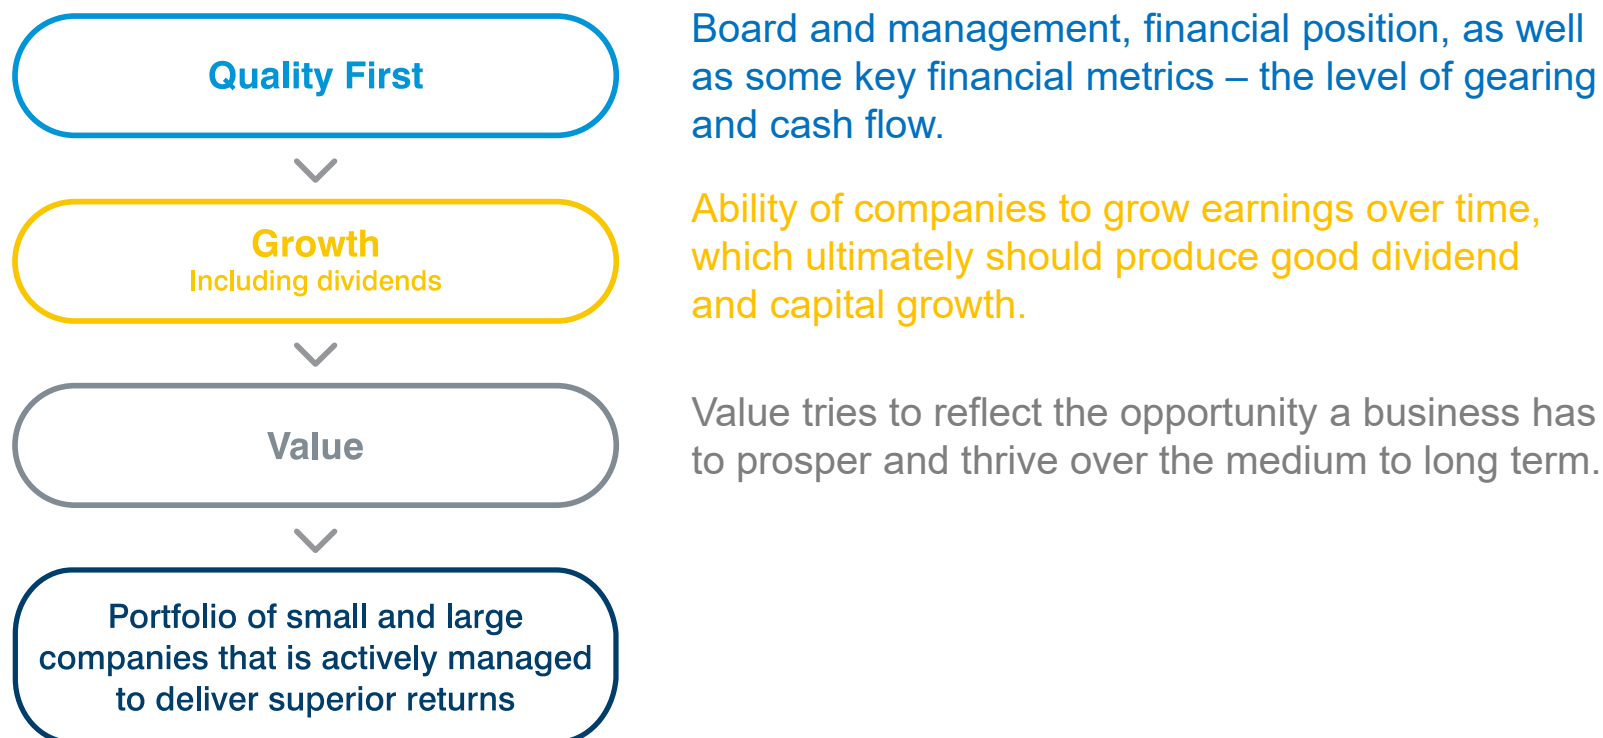 Quality First
Board and management, financial position, as well
as some key financial metrics – the level of gearing
and cash flow.
Growth
Including dividends
Ability of companies to grow earnings over time,
which ultimately should produce good dividend
and capital growth.
Value
Value tries to reflect the opportunity a business has
to prosper and thrive over the medium to long term.
Portfolio of small and large
companies that is actively managed
to deliver superior returns